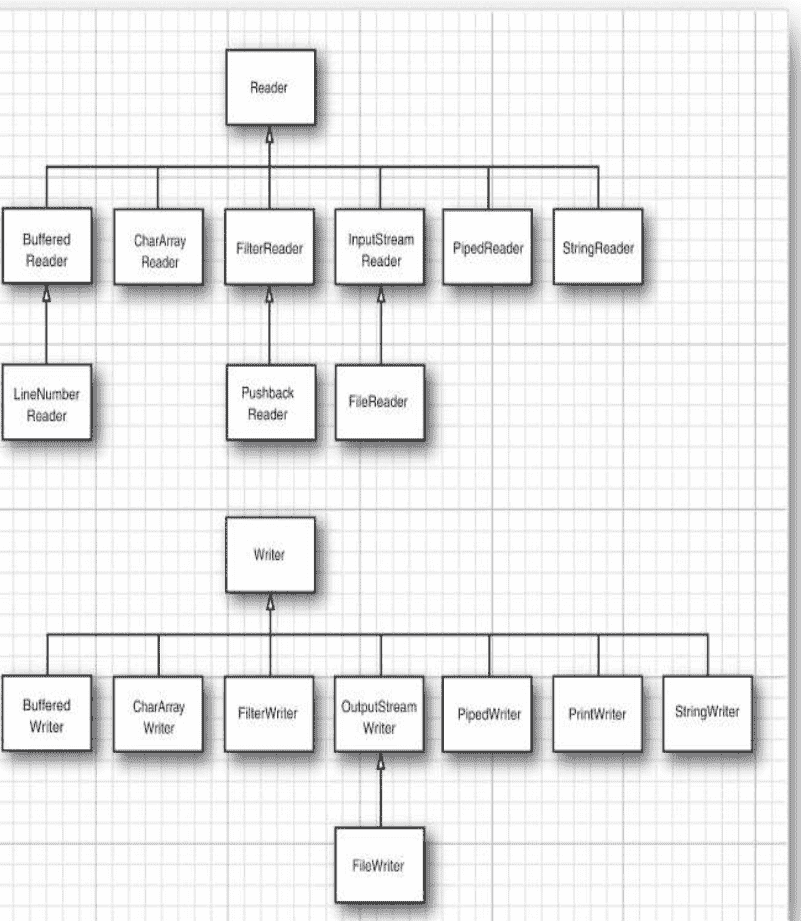 Reader
Buffered
Reader
CharArray
Reader
FilterReader
InputStream
Reader
PipedReader
StringReader
LineNumber
Reader
Pushback
Reader
FileReader
Writer
Buffered
Writer
CharArray
Writer
FilterWriter
OutputStream
Writer
PipedWriter
PrintWriter
StringWriter
FileWriter